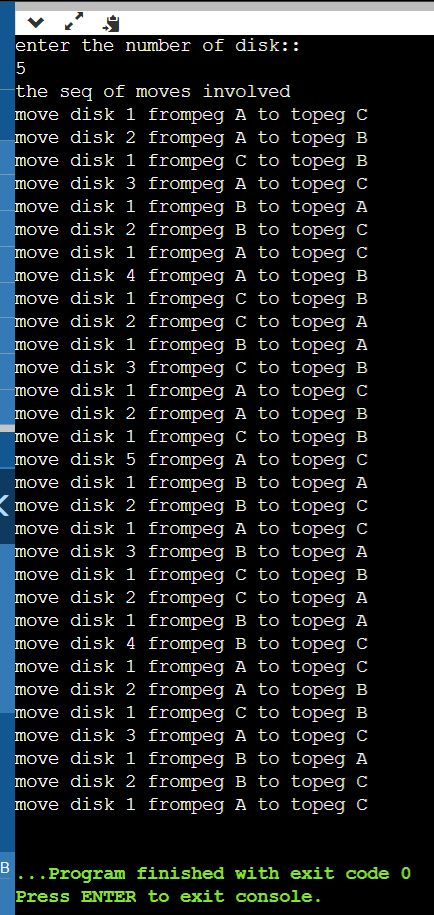 enter the number of disk::
5
the seq of moves involved
move disk 1 frompeg A to topeg C
move disk 2 frompeg A to topeg B
move disk 1 frompeg C to topeg B
move disk 3 frompeg A to topeg C
move disk 1 frompeg B to topeg A
move disk 2 frompeg B to topeg C
move disk 1 frompeg A to topeg C
move disk 4 frompeg A to topeg B
move disk 1 frompeg C to topeg B
move disk 2 frompeg C to topeg A
move disk 1 frompeg B to topeg A
move disk 3 frompeg C to topeg B
move disk 1 frompeg A to topeg C
move disk 2 frompeg A to topeg B
move disk 1 frompeg C to topeg B
move disk 5 frompeg A to topeg C
move disk 1 frompeg B to topeg A
move disk 2 frompeg B to topeg C
move disk 1 frompeg A to topeg C
move disk 3 frompeg B to topeg A
move disk 1 frompeg C to topeg B
move disk 2 frompeg C to topeg A
move disk 1 frompeg B to topeg A
move disk 4 frompeg B to topeg C
move disk 1 frompeg A to topeg C
move disk 2 frompeg A to topeg B
move disk 1 frompeg C to topeg B
move disk 3 frompeg A to topeg C
move disk 1 frompeg B to topeg A
move disk 2 frompeg B to topeg C
move disk 1 frompeg A to topeg C
B
...Program finished with exit code 0
Press ENTER to exit console.